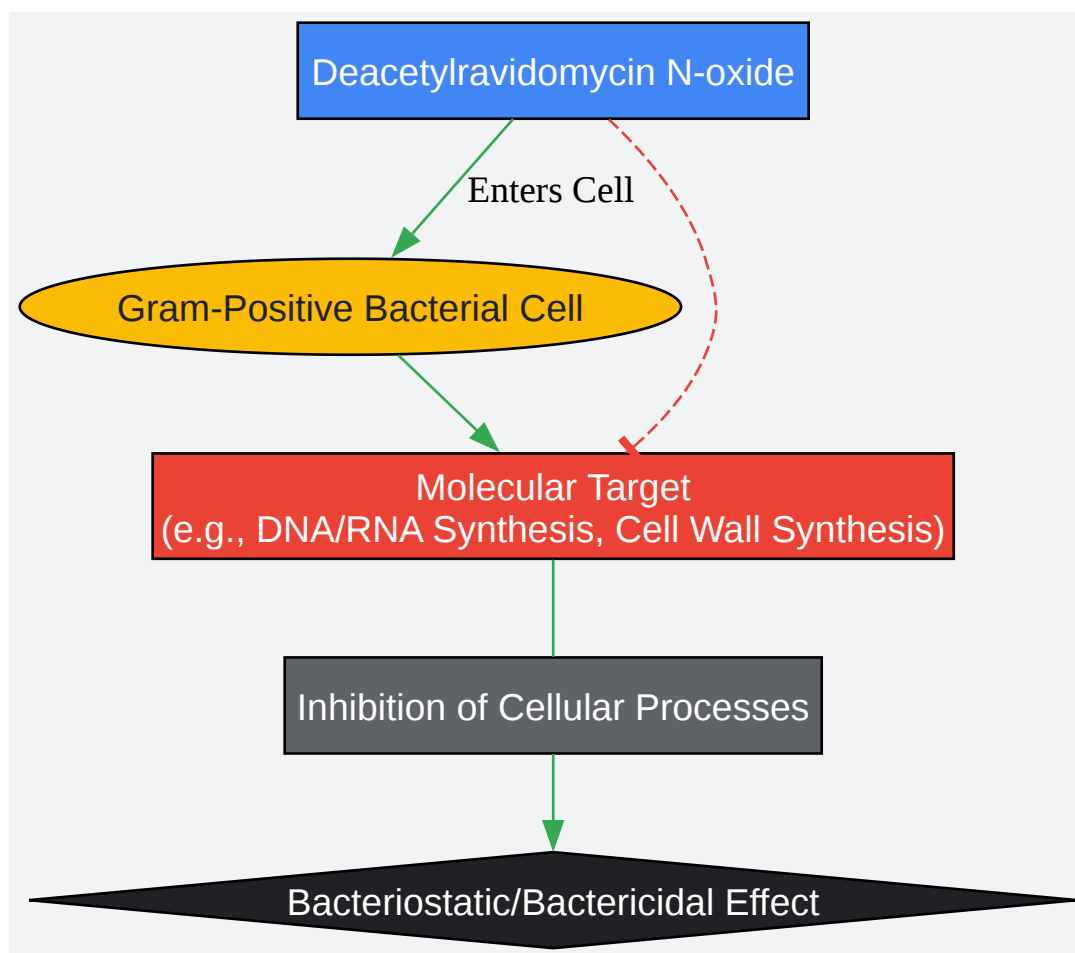 Deacetylravidomycin N-oxide
Enters Cell
Gram-Positive Bacterial Cell
Molecular Target
(e.g., DNA/RNA Synthesis, Cell Wall Synthesis)
Inhibition of Cellular Processes
Bacteriostatic/Bactericidal Effect